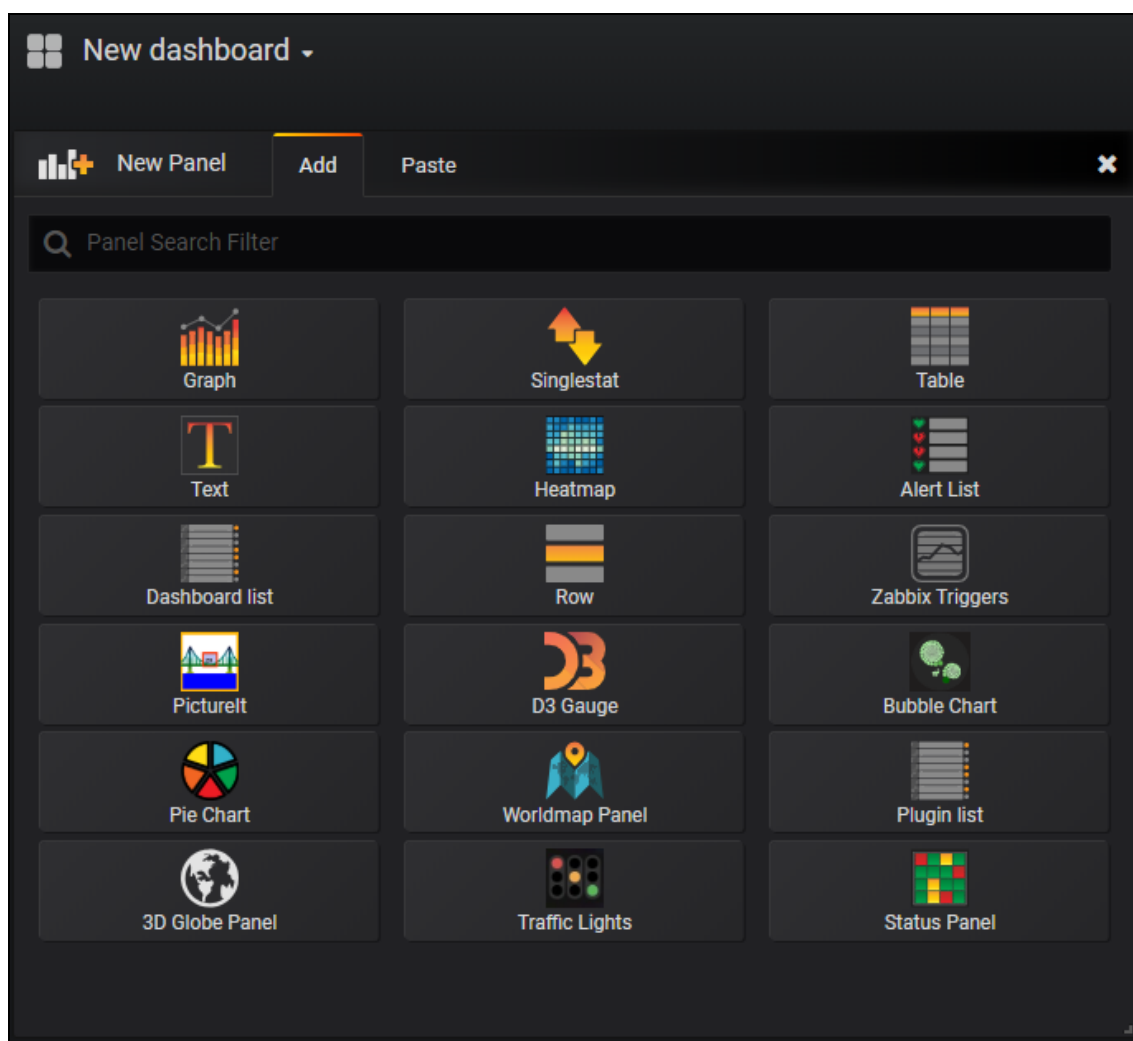 New dashboard
New Panel Add Paste
Panel Search Filter
Graph Singlestat Table
Text Heatmap Alert List
Dashboard list Row Zabbix Triggers
PictureIt D3 Gauge Bubble Chart
Pie Chart Worldmap Panel Plugin list
3D Globe Panel Traffic Lights Status Panel